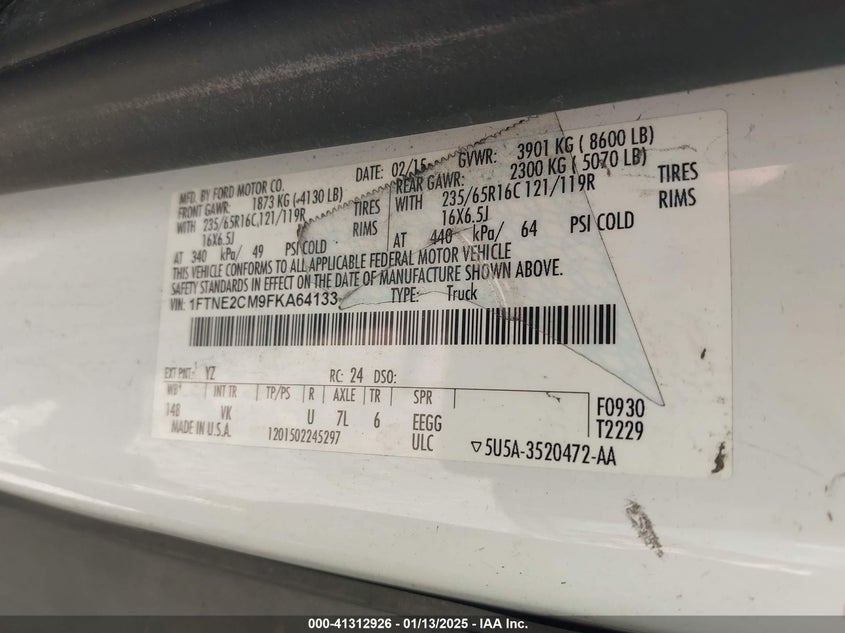 MFD. BY FORD MOTOR CO.
DATE: 02/15
GVWR: 3901 KG ( 8600 LB)
FRONT GAWR: 1873 KG ( 4130 LB)
REAR GAWR: 2300 KG ( 5070 LB)
WITH 235/65R16C 121/119R TIRES
WITH 235/65R16C 121/119R TIRES
16X6.5J RIMS
16X6.5J RIMS
AT 340 kPa/ 49 PSI COLD
AT 440 kPa/ 64 PSI COLD
THIS VEHICLE CONFORMS TO ALL APPLICABLE FEDERAL MOTOR VEHICLE
SAFETY STANDARDS IN EFFECT ON THE DATE OF MANUFACTURE SHOWN ABOVE.
VIN: 1FTNE2CM9FKA64133 TYPE: Truck
EXT PNT: YZ RC: 24 DSO:
WB INT TR TP/PS R AXLE TR SPR
148 VK U 7L 6 EEGG
F0930
MADE IN U.S.A. 1201502245297 ULC
T2229
▽5U5A-3520472-AA
000-41312926 - 01/13/2025 - IAA Inc.